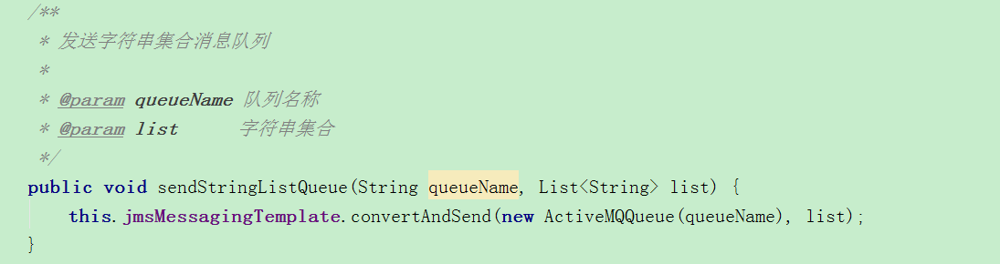 /**
 * 发送字符串集合消息队列
 *
 * @param queueName 队列名称
 * @param list      字符串集合
 */
public void sendStringListQueue(String queueName, List<String> list) {
    this.jmsMessagingTemplate.convertAndSend(new ActiveMQQueue(queueName), list);
}